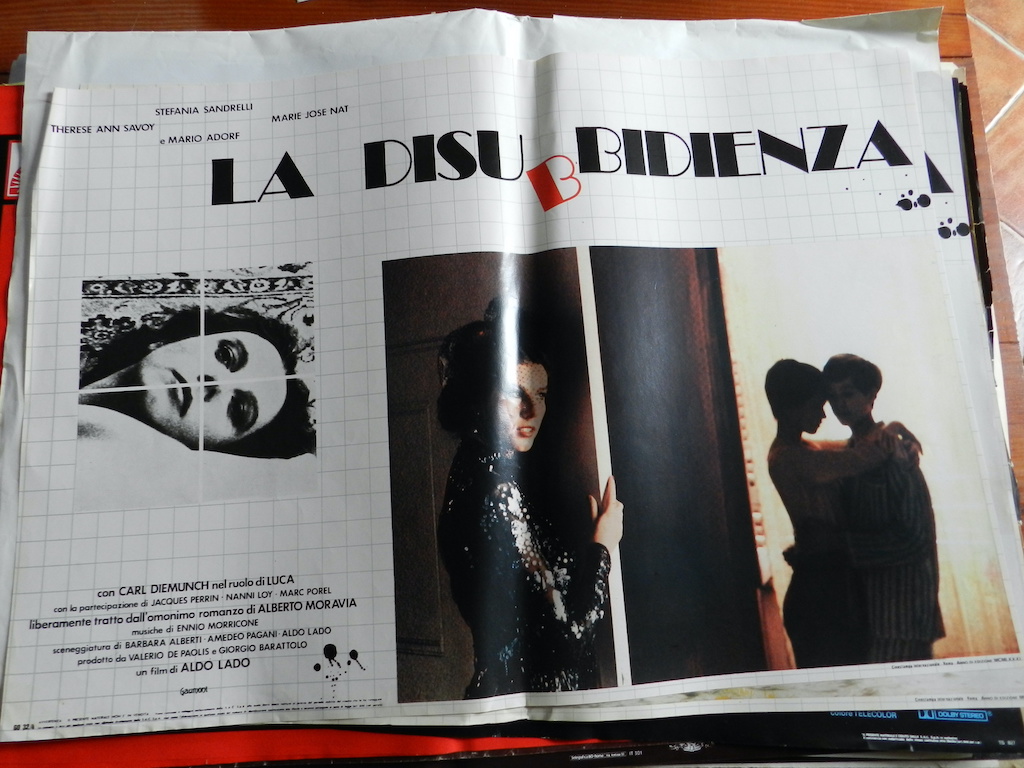 STEFANIA SANDRELLI
THERESE ANN SAVOY
MARIE JOSE NAT
e MARIO ADORF
LA DISUBBIDIENZA
con CARL DIEMUNCH nel ruolo di LUCA
con la partecipazione di JACQUES PERRIN · NANNI LOY · MARC POREL
liberamente tratto dall'omonimo romanzo di ALBERTO MORAVIA
musiche di ENNIO MORRICONE
sceneggiatura di BARBARA ALBERTI · AMEDEO PAGANI · ALDO LADO
prodotto da VALERIO DE PAOLIS e GIORGIO BARATTOLO
un film di ALDO LADO
Gaumont
colore TELECOLOR
DOLBY STEREO